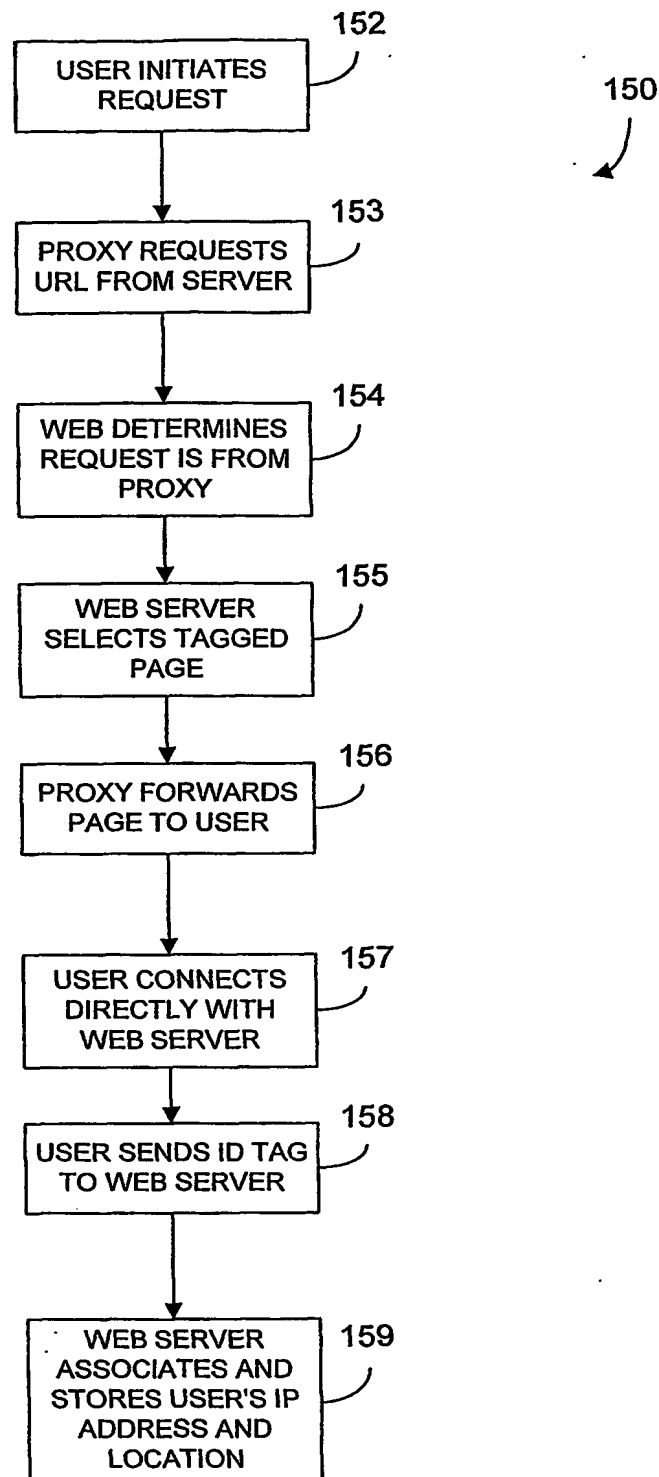 152
USER INITIATES
REQUEST
150
153
PROXY REQUESTS
URL FROM SERVER
154
WEB DETERMINES
REQUEST IS FROM
PROXY
155
WEB SERVER
SELECTS TAGGED
PAGE
156
PROXY FORWARDS
PAGE TO USER
157
USER CONNECTS
DIRECTLY WITH
WEB SERVER
158
USER SENDS ID TAG
TO WEB SERVER
159
WEB SERVER
ASSOCIATES AND
STORES USER'S IP
ADDRESS AND
LOCATION